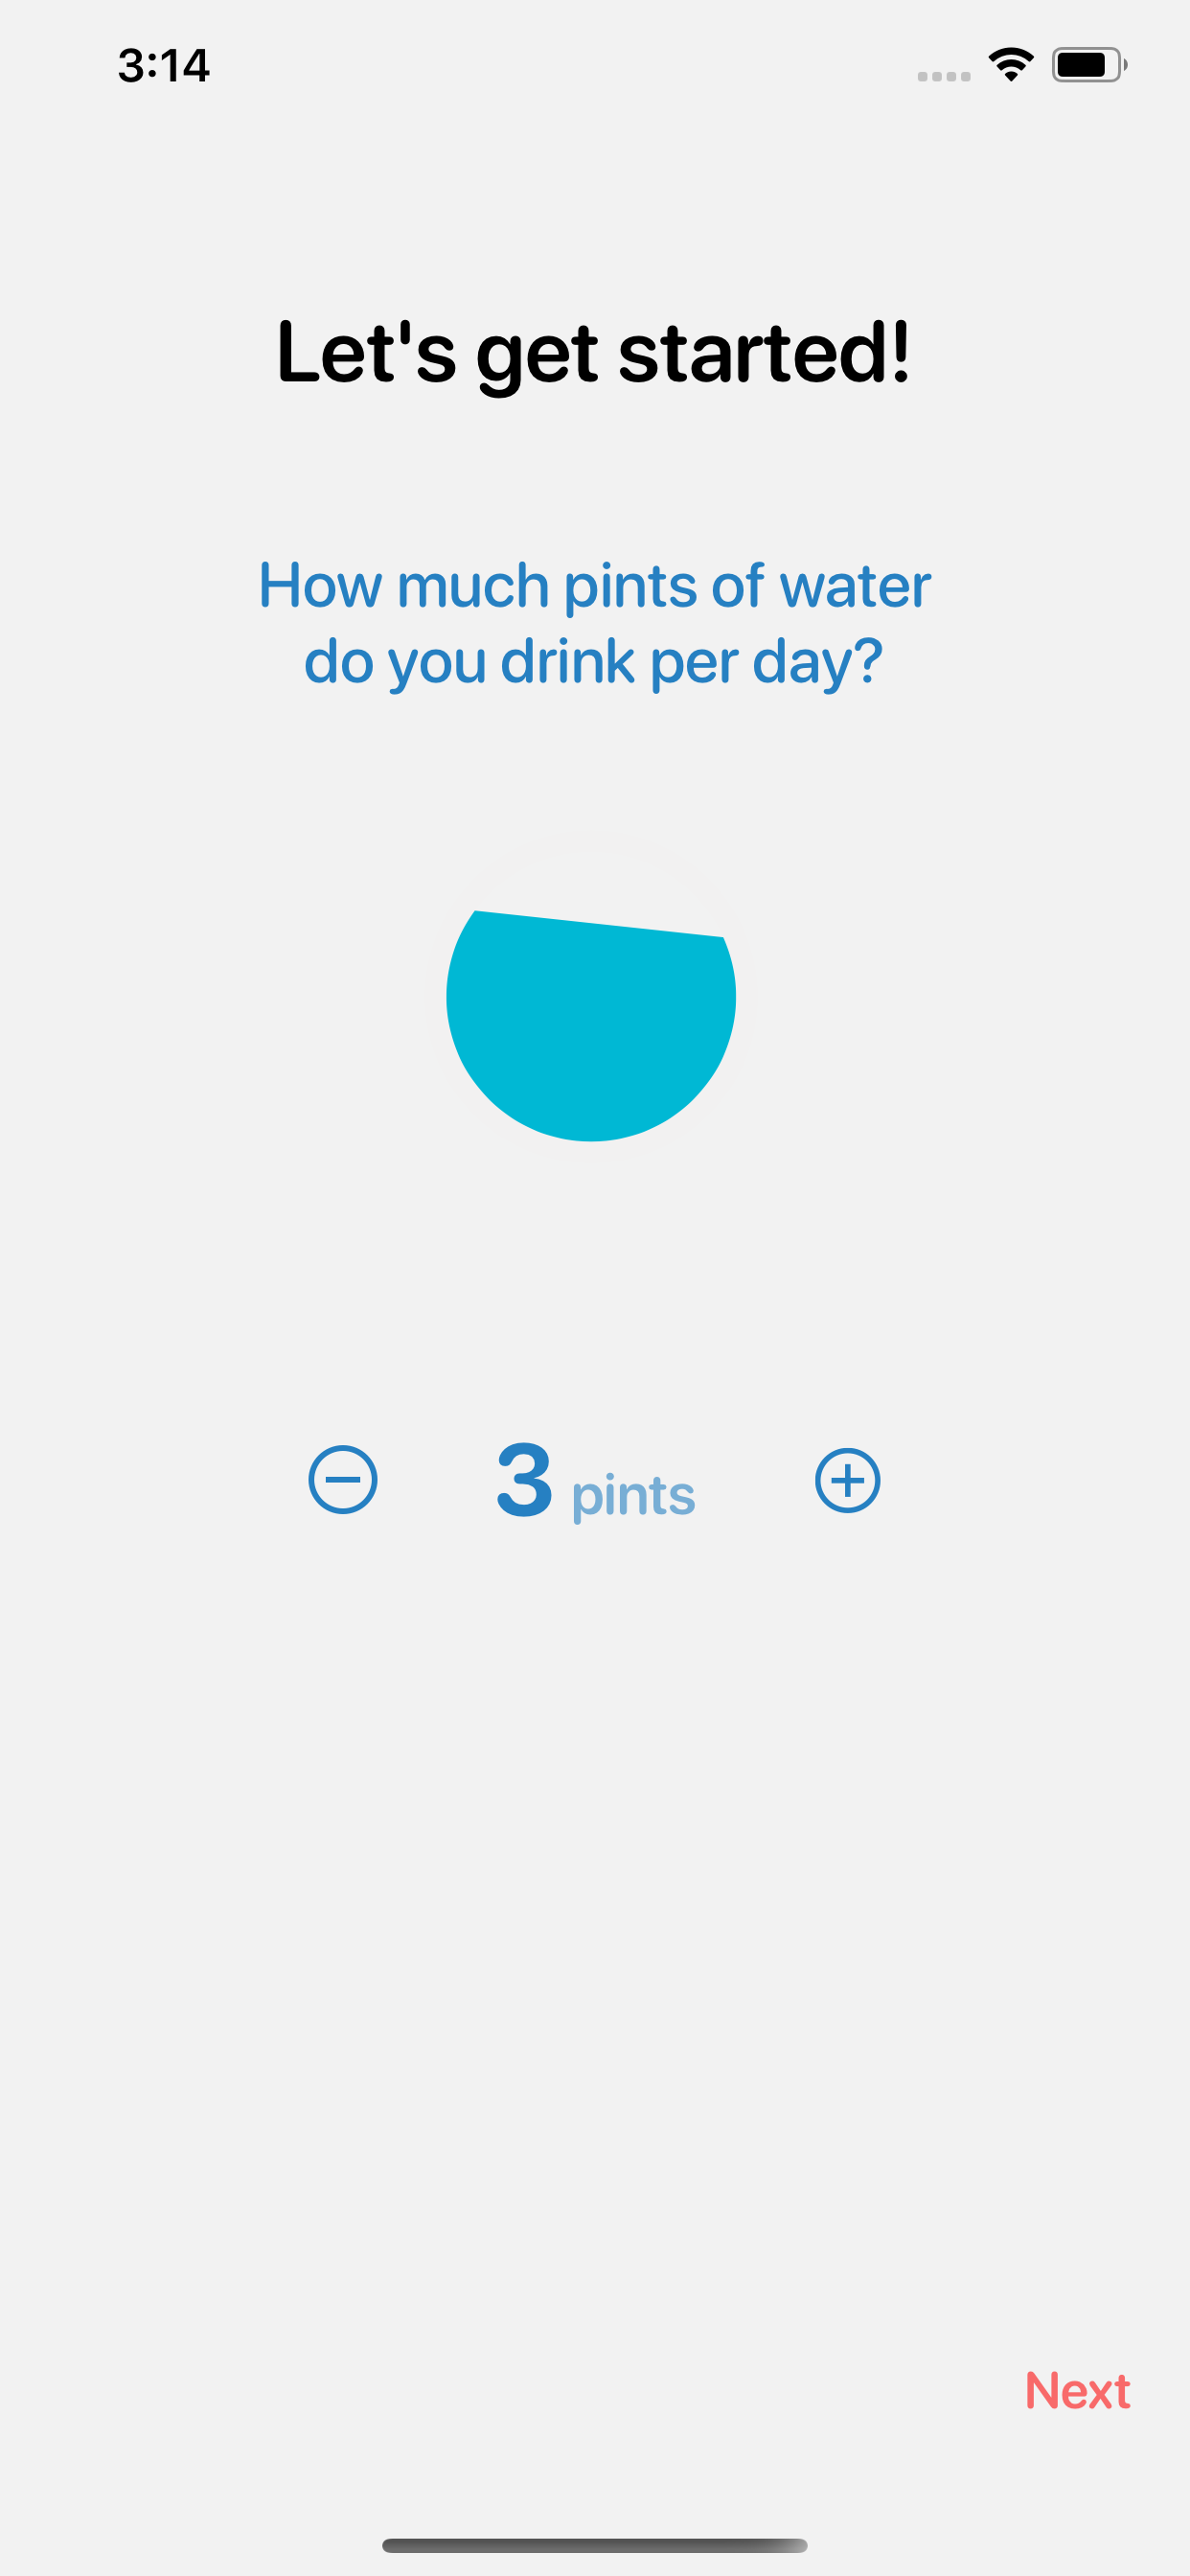 3:14
Let's get started!
How much pints of water
do you drink per day?
3 pints
Next